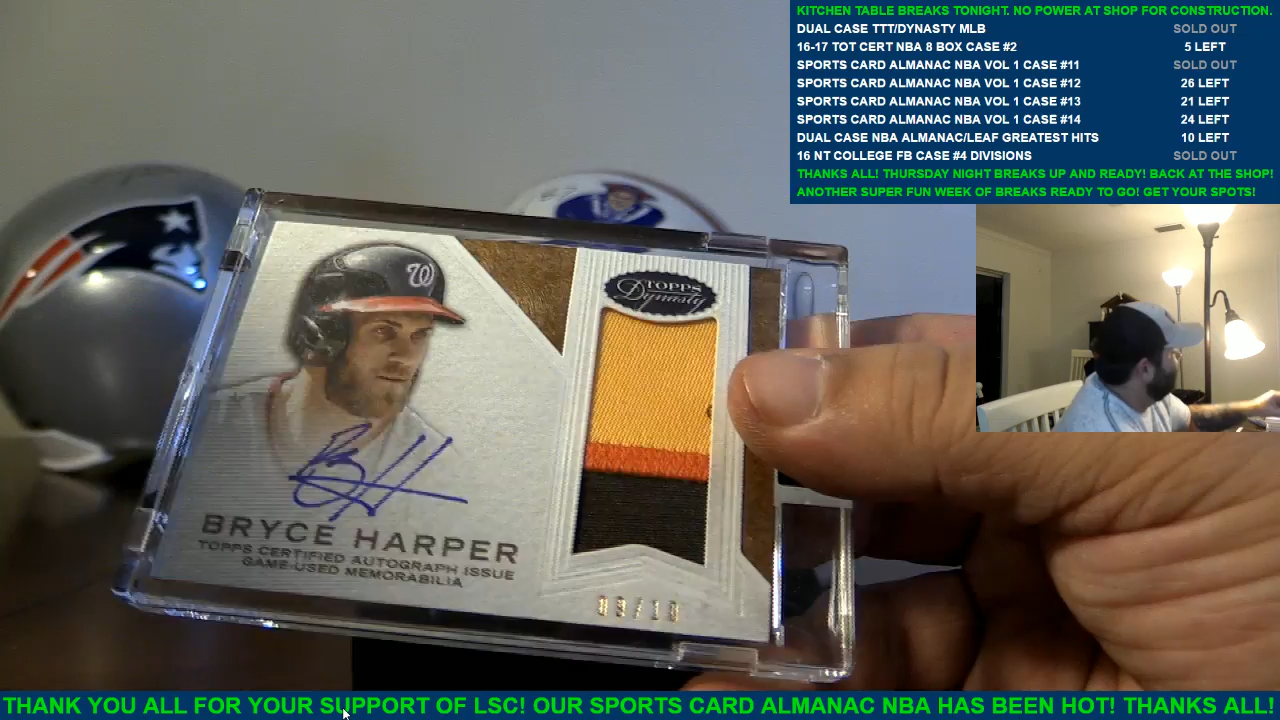 KITCHEN TABLE BREAKS TONIGHT. NO POWER AT SHOP FOR CONSTRUCTION.
DUAL CASE TTT/DYNASTY MLB SOLD OUT
16-17 TOT CERT NBA 8 BOX CASE #2 5 LEFT
SPORTS CARD ALMANAC NBA VOL 1 CASE #11 SOLD OUT
SPORTS CARD ALMANAC NBA VOL 1 CASE #12 26 LEFT
SPORTS CARD ALMANAC NBA VOL 1 CASE #13 21 LEFT
SPORTS CARD ALMANAC NBA VOL 1 CASE #14 24 LEFT
DUAL CASE NBA ALMANAC/LEAF GREATEST HITS 10 LEFT
16 NT COLLEGE FB CASE #4 DIVISIONS SOLD OUT
THANKS ALL! THURSDAY NIGHT BREAKS UP AND READY! BACK AT THE SHOP!
ANOTHER SUPER FUN WEEK OF BREAKS READY TO GO! GET YOUR SPOTS!
W
TOPPS
Dynasty
BRYCE HARPER
TOPPS CERTIFIED AUTOGRAPH ISSUE
GAME-USED MEMORABILIA
THANK YOU ALL FOR YOUR SUPPORT OF LSC! OUR SPORTS CARD ALMANAC NBA HAS BEEN HOT! THANKS ALL!